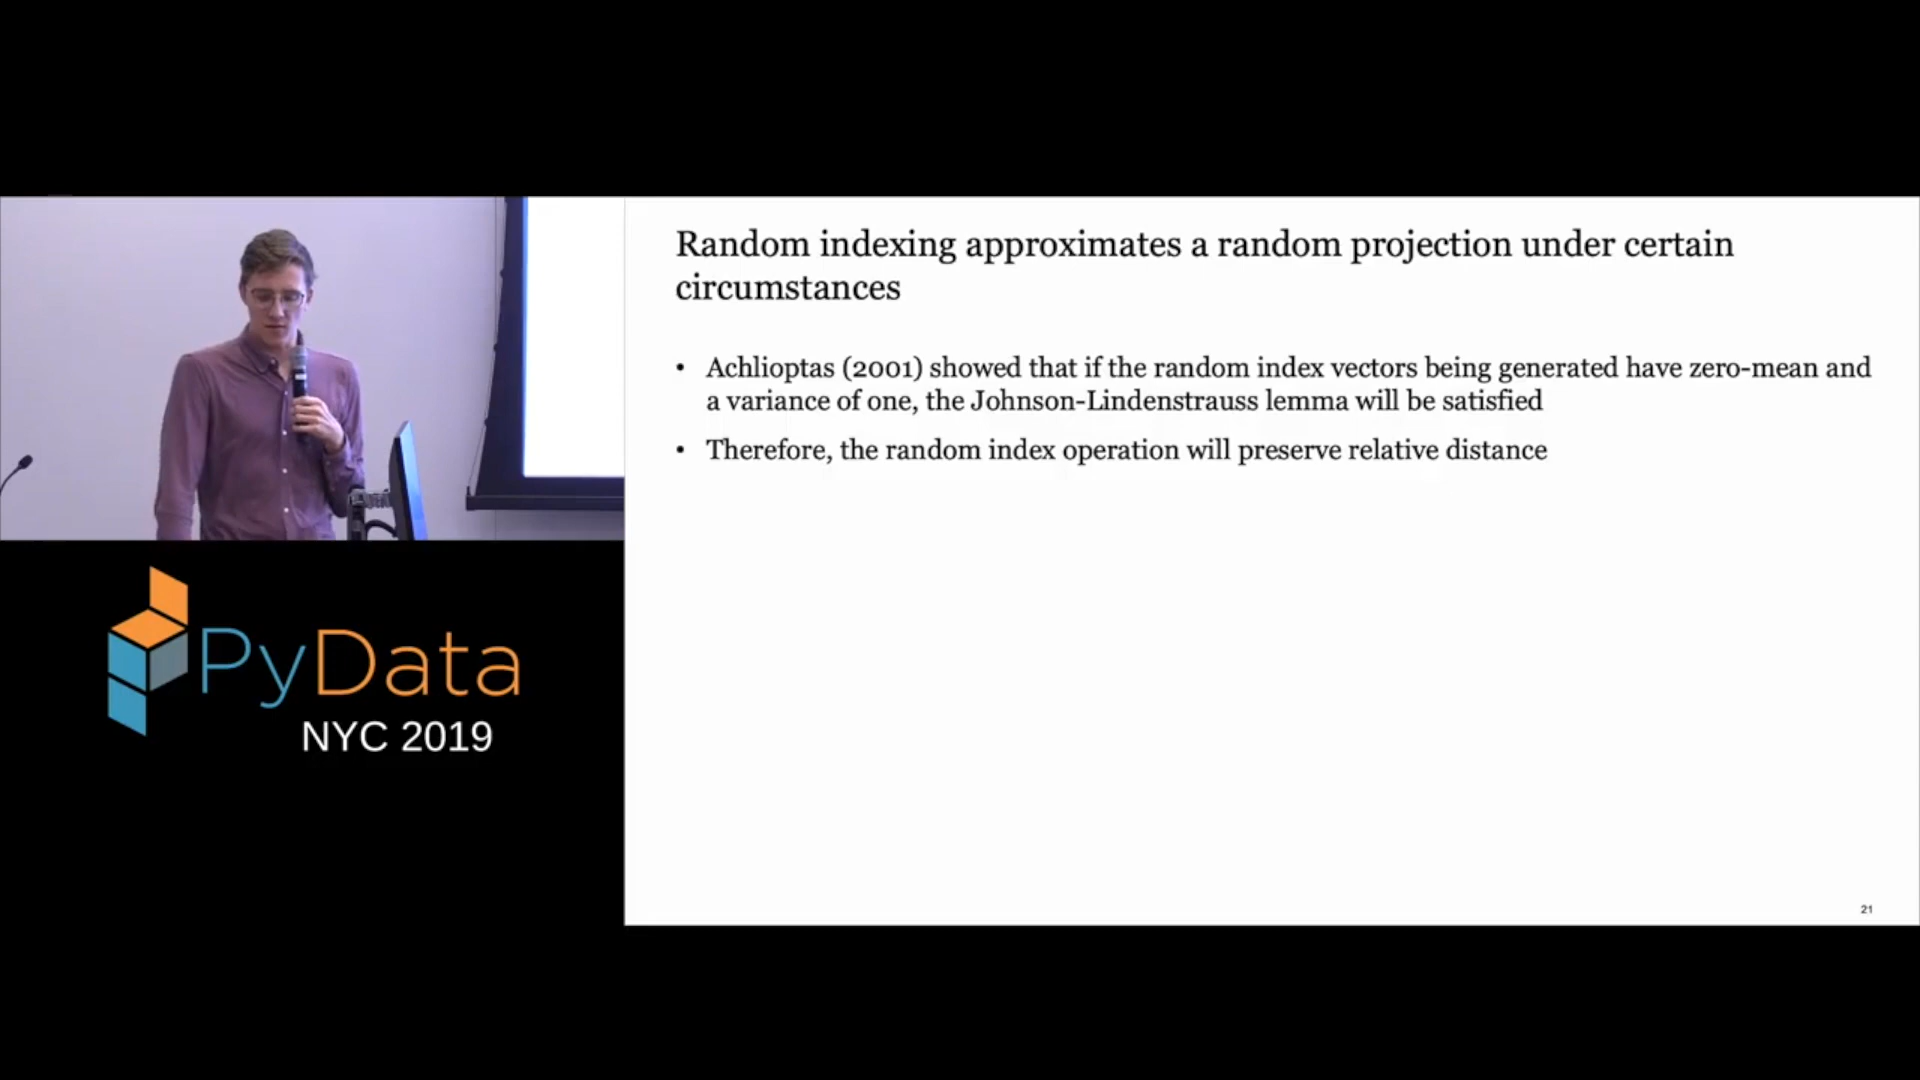 Random indexing approximates a random projection under certain
circumstances
• Achlioptas (2001) showed that if the random index vectors being generated have zero-mean and
a variance of one, the Johnson-Lindenstrauss lemma will be satisfied
• Therefore, the random index operation will preserve relative distance
PyData
NYC 2019
21